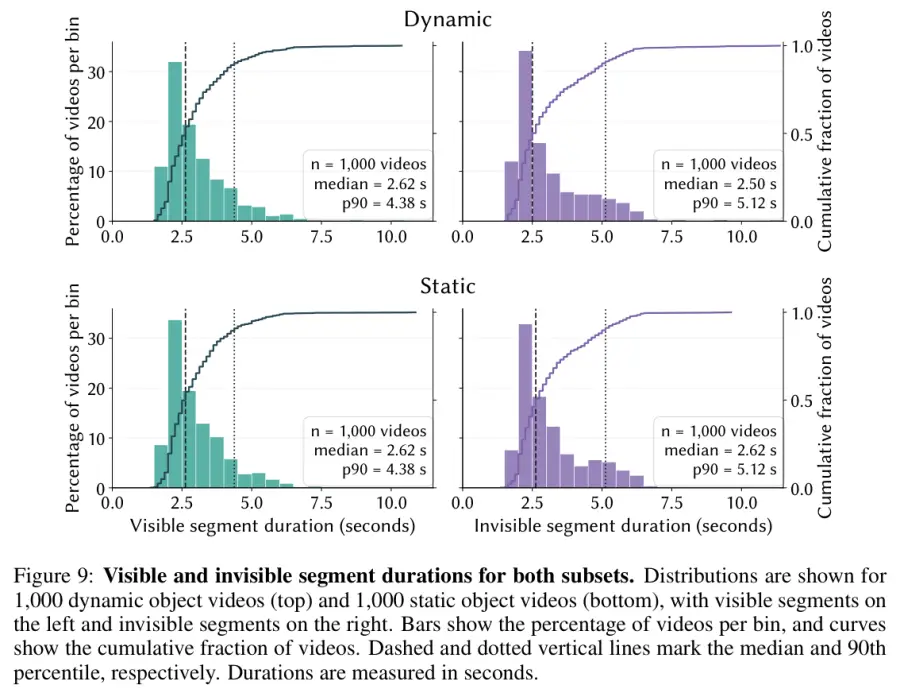 Dynamic
Percentage of videos per bin
30
20
10
0
0.0 2.5 5.0 7.5 10.0
n = 1,000 videos
median = 2.62 s
p90 = 4.38 s
0.0 2.5 5.0 7.5 10.0
n = 1,000 videos
median = 2.50 s
p90 = 5.12 s
1.0
0.5
0.0
Cumulative fraction of videos
Static
Percentage of videos per bin
30
20
10
0
0.0 2.5 5.0 7.5 10.0
Visible segment duration (seconds)
n = 1,000 videos
median = 2.62 s
p90 = 4.38 s
0.0 2.5 5.0 7.5 10.0
Invisible segment duration (seconds)
n = 1,000 videos
median = 2.62 s
p90 = 5.12 s
1.0
0.5
0.0
Cumulative fraction of videos
Figure 9: Visible and invisible segment durations for both subsets. Distributions are shown for
1,000 dynamic object videos (top) and 1,000 static object videos (bottom), with visible segments on
the left and invisible segments on the right. Bars show the percentage of videos per bin, and curves
show the cumulative fraction of videos. Dashed and dotted vertical lines mark the median and 90th
percentile, respectively. Durations are measured in seconds.